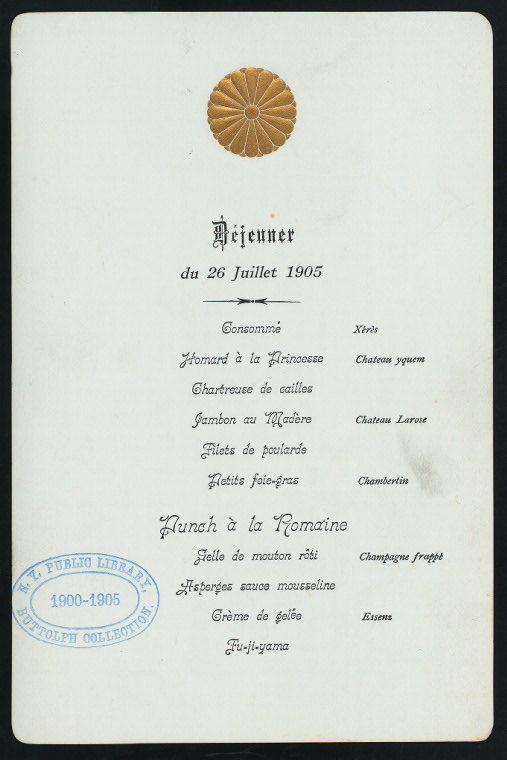 Déjeuner
du 26 Juillet 1905
Consommé Xérès
Homard à la Princesse Chateau yquem
Chartreuse de cailles
Jambon au Madère Chateau Larose
Filets de poularde
Petits foie-gras Chambertin
Punch à la Romaine
Selle de mouton rôti Champagne frappé
Asperges sauce mousseline
Crème de gelée Essenz
Fu-ji-yama
N. Y. PUBLIC LIBRARY,
1900-1905
BUTTOLPH COLLECTION.